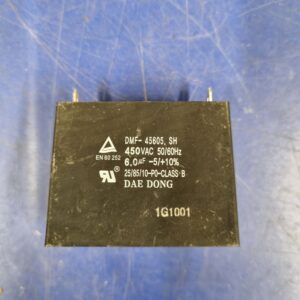 DMF-45605, SH
450VAC 50/60Hz
EN 60 252
6.0μF -5/+10%
25/85/10-P0-CLASS B
DAE DONG
1G1001